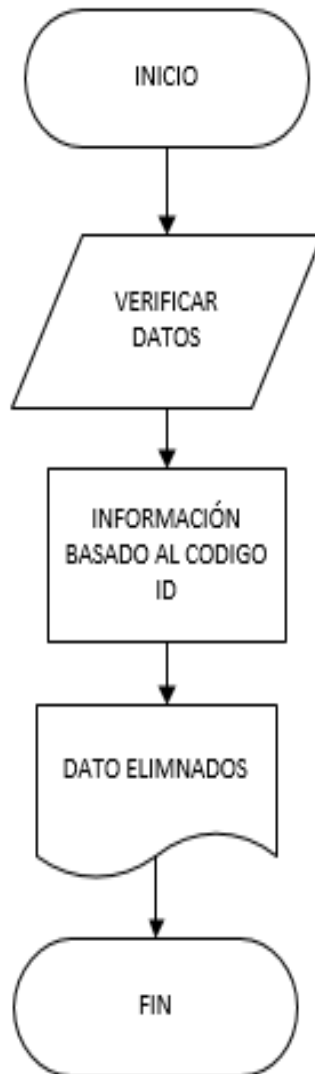 INICIO
VERIFICAR
DATOS
INFORMACIÓN
BASADO AL CODIGO
ID
DATO ELIMNADOS
FIN